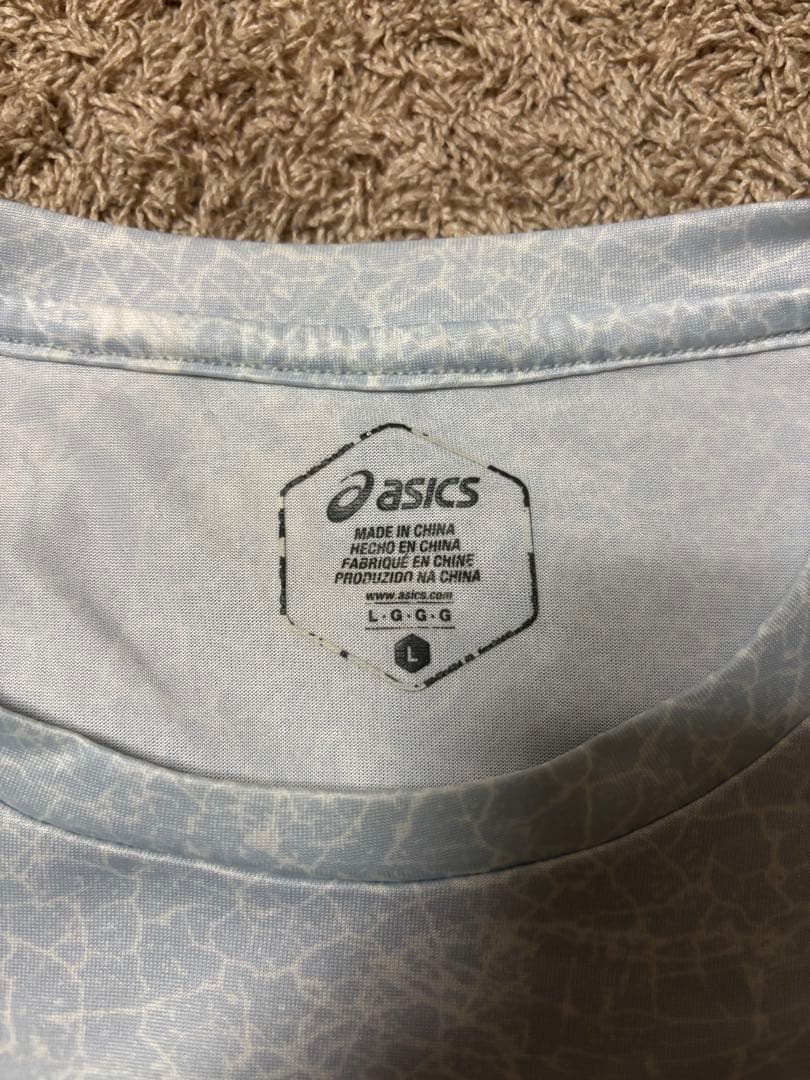 asics
MADE IN CHINA
HECHO EN CHINA
FABRIQUÉ EN CHINE
PRODUZIDO NA CHINA
www.asics.com
L·G·G·G
L